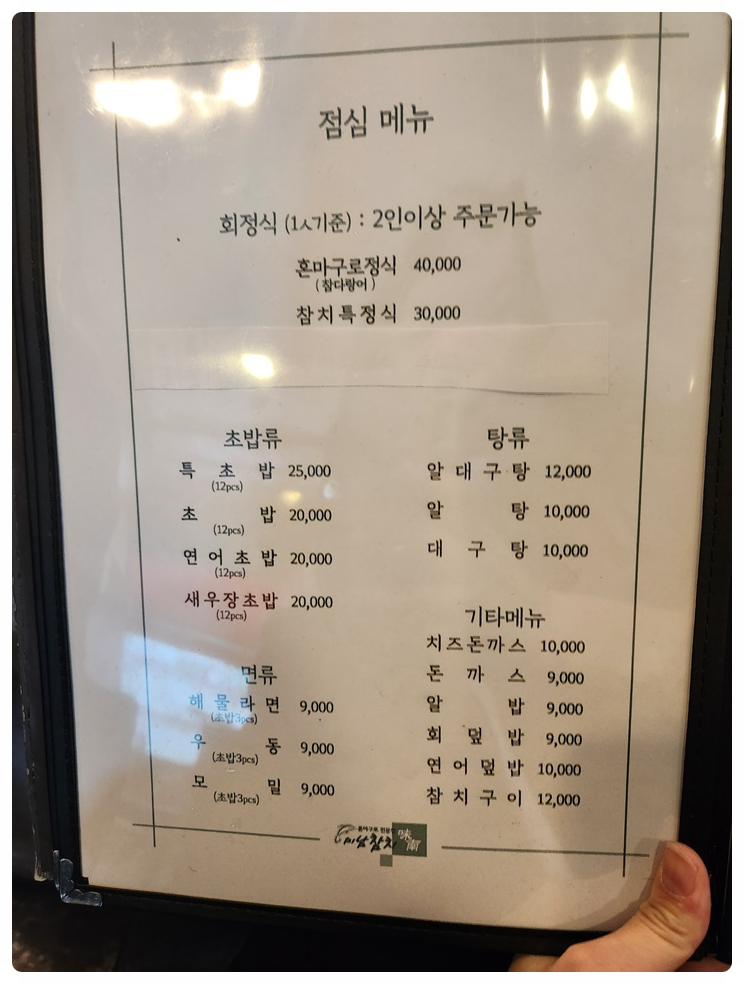 점심 메뉴
회정식 (1人기준) : 2인이상 주문가능
혼마구로정식 40,000
(참다랑어)
참치특정식 30,000
초밥류
특초밥 25,000
(12pcs)
초밥 20,000
(12pcs)
연어초밥 20,000
(12pcs)
새우장초밥 20,000
(12pcs)
면류
해물라면 9,000
(초밥3pcs)
우동 9,000
(초밥3pcs)
모밀 9,000
(초밥3pcs)
탕류
알대구탕 12,000
알탕 10,000
대구탕 10,000
기타메뉴
치즈돈까스 10,000
돈까스 9,000
알밥 9,000
회덮밥 9,000
연어덮밥 10,000
참치구이 12,000
혼마구로 전문점
미남참치